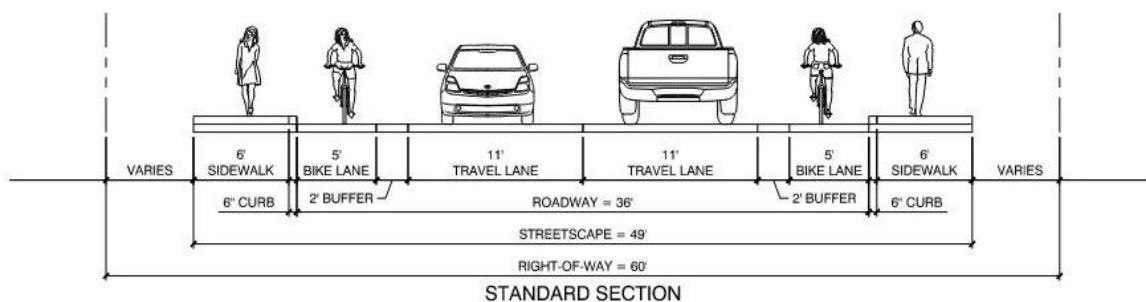 6' 5' 11' 11' 5' 6'
VARIES SIDEWALK BIKE LANE TRAVEL LANE TRAVEL LANE BIKE LANE SIDEWALK VARIES
6" CURB 2' BUFFER ROADWAY = 36' 2' BUFFER 6" CURB
STREETSCAPE = 49'
RIGHT-OF-WAY = 60'
STANDARD SECTION